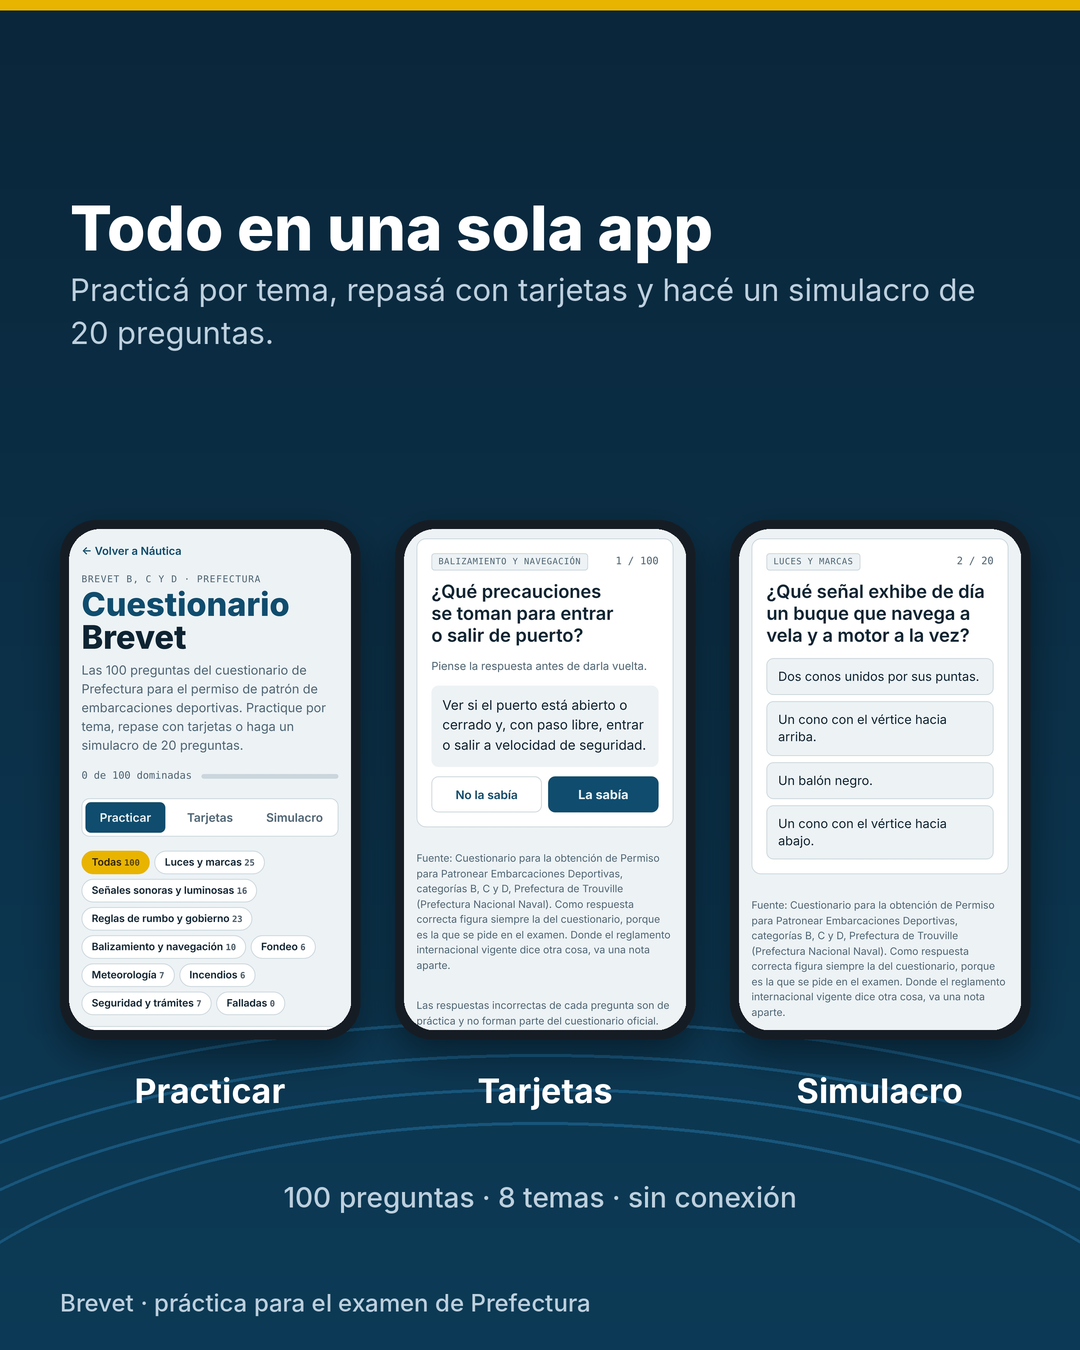 Todo en una sola app
Practicá por tema, repasá con tarjetas y hacé un simulacro de
20 preguntas.
← Volver a Náutica
BREVET B, C Y D · PREFECTURA
Cuestionario
Brevet
Las 100 preguntas del cuestionario de
Prefectura para el permiso de patrón de
embarcaciones deportivas. Practique por
tema, repase con tarjetas o haga un
simulacro de 20 preguntas.
0 de 100 dominadas
Practicar Tarjetas Simulacro
Todas 100 Luces y marcas 25
Señales sonoras y luminosas 16
Reglas de rumbo y gobierno 23
Balizamiento y navegación 10 Fondeo 6
Meteorología 7 Incendios 6
Seguridad y trámites 7 Falladas 0
Practicar
BALIZAMIENTO Y NAVEGACIÓN 1 / 100
¿Qué precauciones
se toman para entrar
o salir de puerto?
Piense la respuesta antes de darla vuelta.
Ver si el puerto está abierto o
cerrado y, con paso libre, entrar
o salir a velocidad de seguridad.
No la sabía La sabía
Fuente: Cuestionario para la obtención de Permiso
para Patronear Embarcaciones Deportivas,
categorías B, C y D, Prefectura de Trouville
(Prefectura Nacional Naval). Como respuesta
correcta figura siempre la del cuestionario, porque
es la que se pide en el examen. Donde el reglamento
internacional vigente dice otra cosa, va una nota
aparte.
Las respuestas incorrectas de cada pregunta son de
práctica y no forman parte del cuestionario oficial.
Tarjetas
LUCES Y MARCAS 2 / 20
¿Qué señal exhibe de día
un buque que navega a
vela y a motor a la vez?
Dos conos unidos por sus puntas.
Un cono con el vértice hacia
arriba.
Un balón negro.
Un cono con el vértice hacia
abajo.
Fuente: Cuestionario para la obtención de Permiso
para Patronear Embarcaciones Deportivas,
categorías B, C y D, Prefectura de Trouville
(Prefectura Nacional Naval). Como respuesta
correcta figura siempre la del cuestionario, porque
es la que se pide en el examen. Donde el reglamento
internacional vigente dice otra cosa, va una nota
aparte.
Simulacro
100 preguntas · 8 temas · sin conexión
Brevet · práctica para el examen de Prefectura